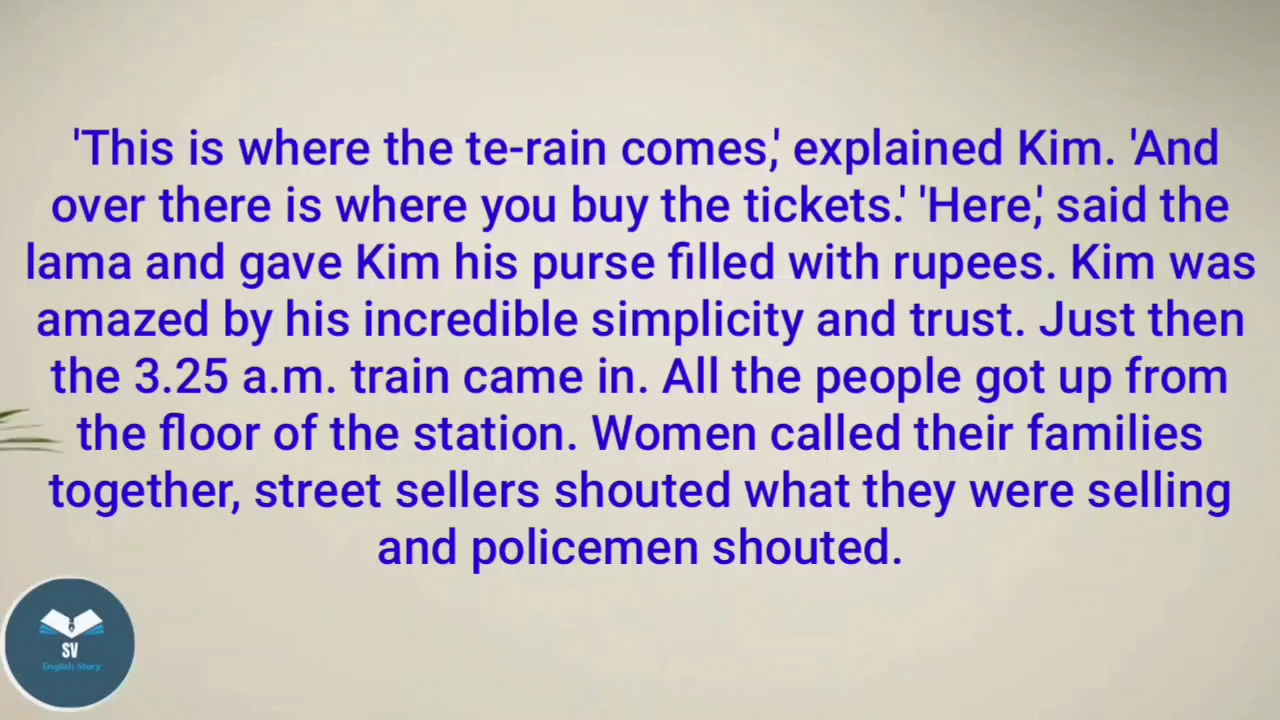 'This is where the te-rain comes,' explained Kim. 'And
over there is where you buy the tickets.' 'Here,' said the
lama and gave Kim his purse filled with rupees. Kim was
amazed by his incredible simplicity and trust. Just then
the 3.25 a.m. train came in. All the people got up from
the floor of the station. Women called their families
together, street sellers shouted what they were selling
and policemen shouted.
SV
English Story